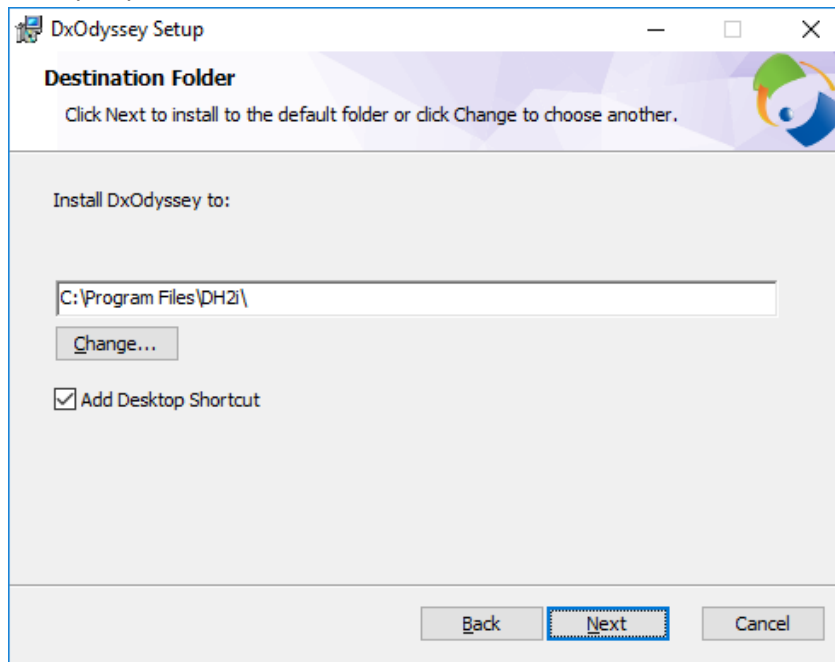 DxOdyssey Setup
Destination Folder
Click Next to install to the default folder or click Change to choose another.
Install DxOdyssey to:
C:\Program Files\DH2i\
Change...
Add Desktop Shortcut
Back Next Cancel